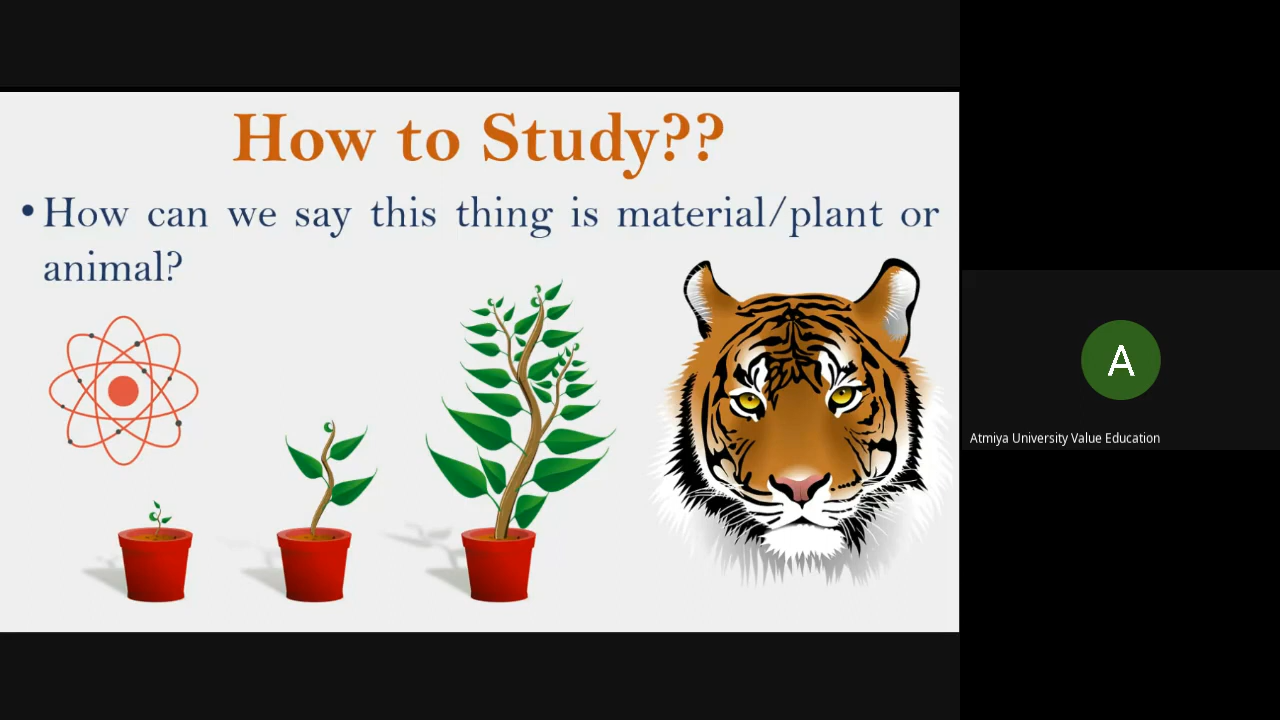 How to Study??
• How can we say this thing is material/plant or
animal?
A
Atmiya University Value Education